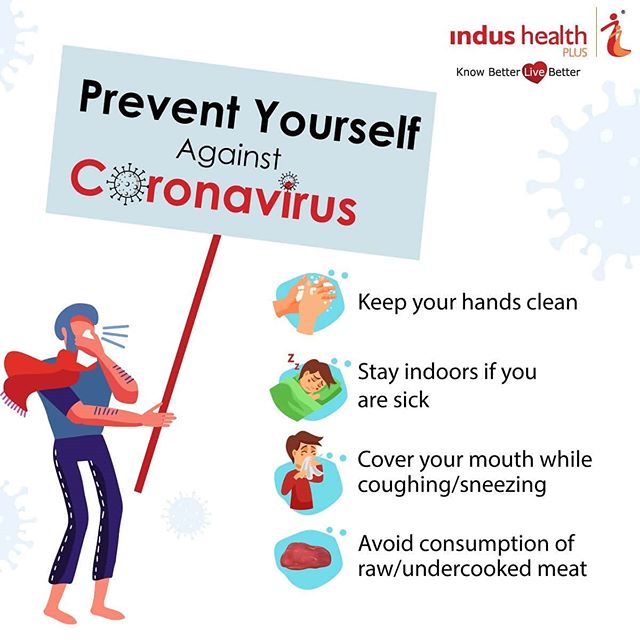 indus health
PLUS
Know Better Live Better
Prevent Yourself
Against
Coronavirus
Keep your hands clean
Z
Z
Stay indoors if you
are sick
Cover your mouth while
coughing/sneezing
Avoid consumption of
raw/undercooked meat